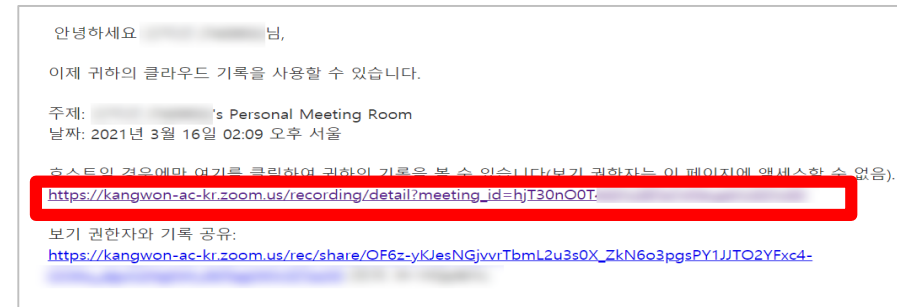 안녕하세요 님,
이제 귀하의 클라우드 기록을 사용할 수 있습니다.
주제: 's Personal Meeting Room
날짜: 2021년 3월 16일 02:09 오후 서울
호스트일 경우에만 여기를 클릭하여 귀하의 기록을 볼 수 있습니다(보기 권한자는 이 페이지에 액세스할 수 없음).
https://kangwon-ac-kr.zoom.us/recording/detail?meeting_id=hjT30nO0T
보기 권한자와 기록 공유:
https://kangwon-ac-kr.zoom.us/rec/share/OF6z-yKJesNGjvvrTbmL2u3s0X_ZkN6o3pgsPY1JJTO2YFxc4-